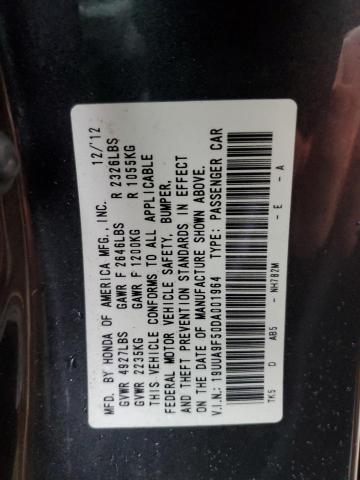 MFD. BY HONDA OF AMERICA MFG., INC. 12/'12
GVWR 4927LBS GAWR F 2646LBS R 2326LBS
GVWR 2235KG GAWR F 1200KG R 1055KG
THIS VEHICLE CONFORMS TO ALL APPLICABLE
FEDERAL MOTOR VEHICLE SAFETY, BUMPER,
AND THEFT PREVENTION STANDARDS IN EFFECT
ON THE DATE OF MANUFACTURE SHOWN ABOVE.
V.I.N.: 19UUA9F50DA001964 TYPE: PASSENGER CAR
TK5 D AB5 - NH782M - E - A